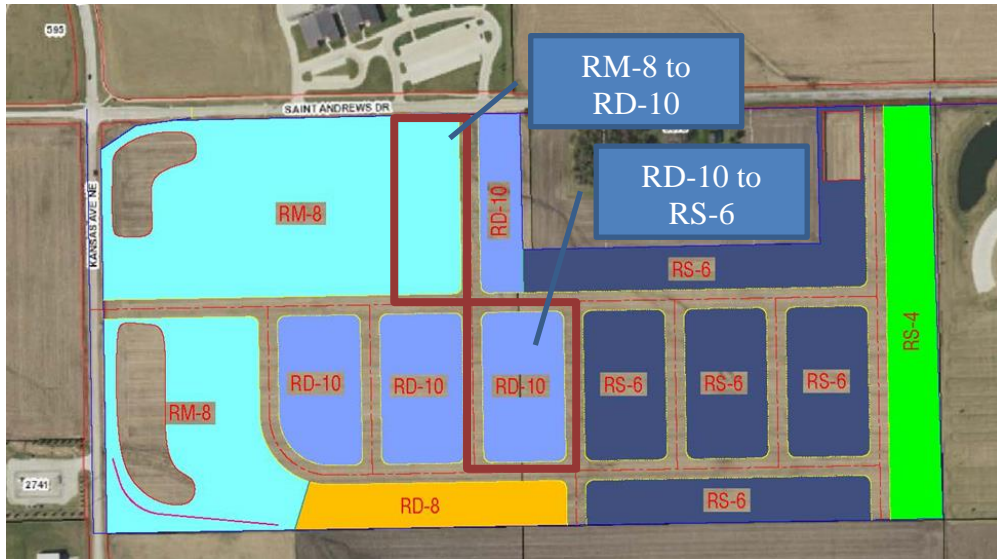 595
RM-8 to
RD-10
SAINT ANDREWS DR
RD-10 to
RS-6
KANSAS AVE NE
RM-8
RD-10
RS-6
RS-4
RM-8
RD-10
RD-10
RD-10
RS-6
RS-6
RS-6
2741
RD-8
RS-6